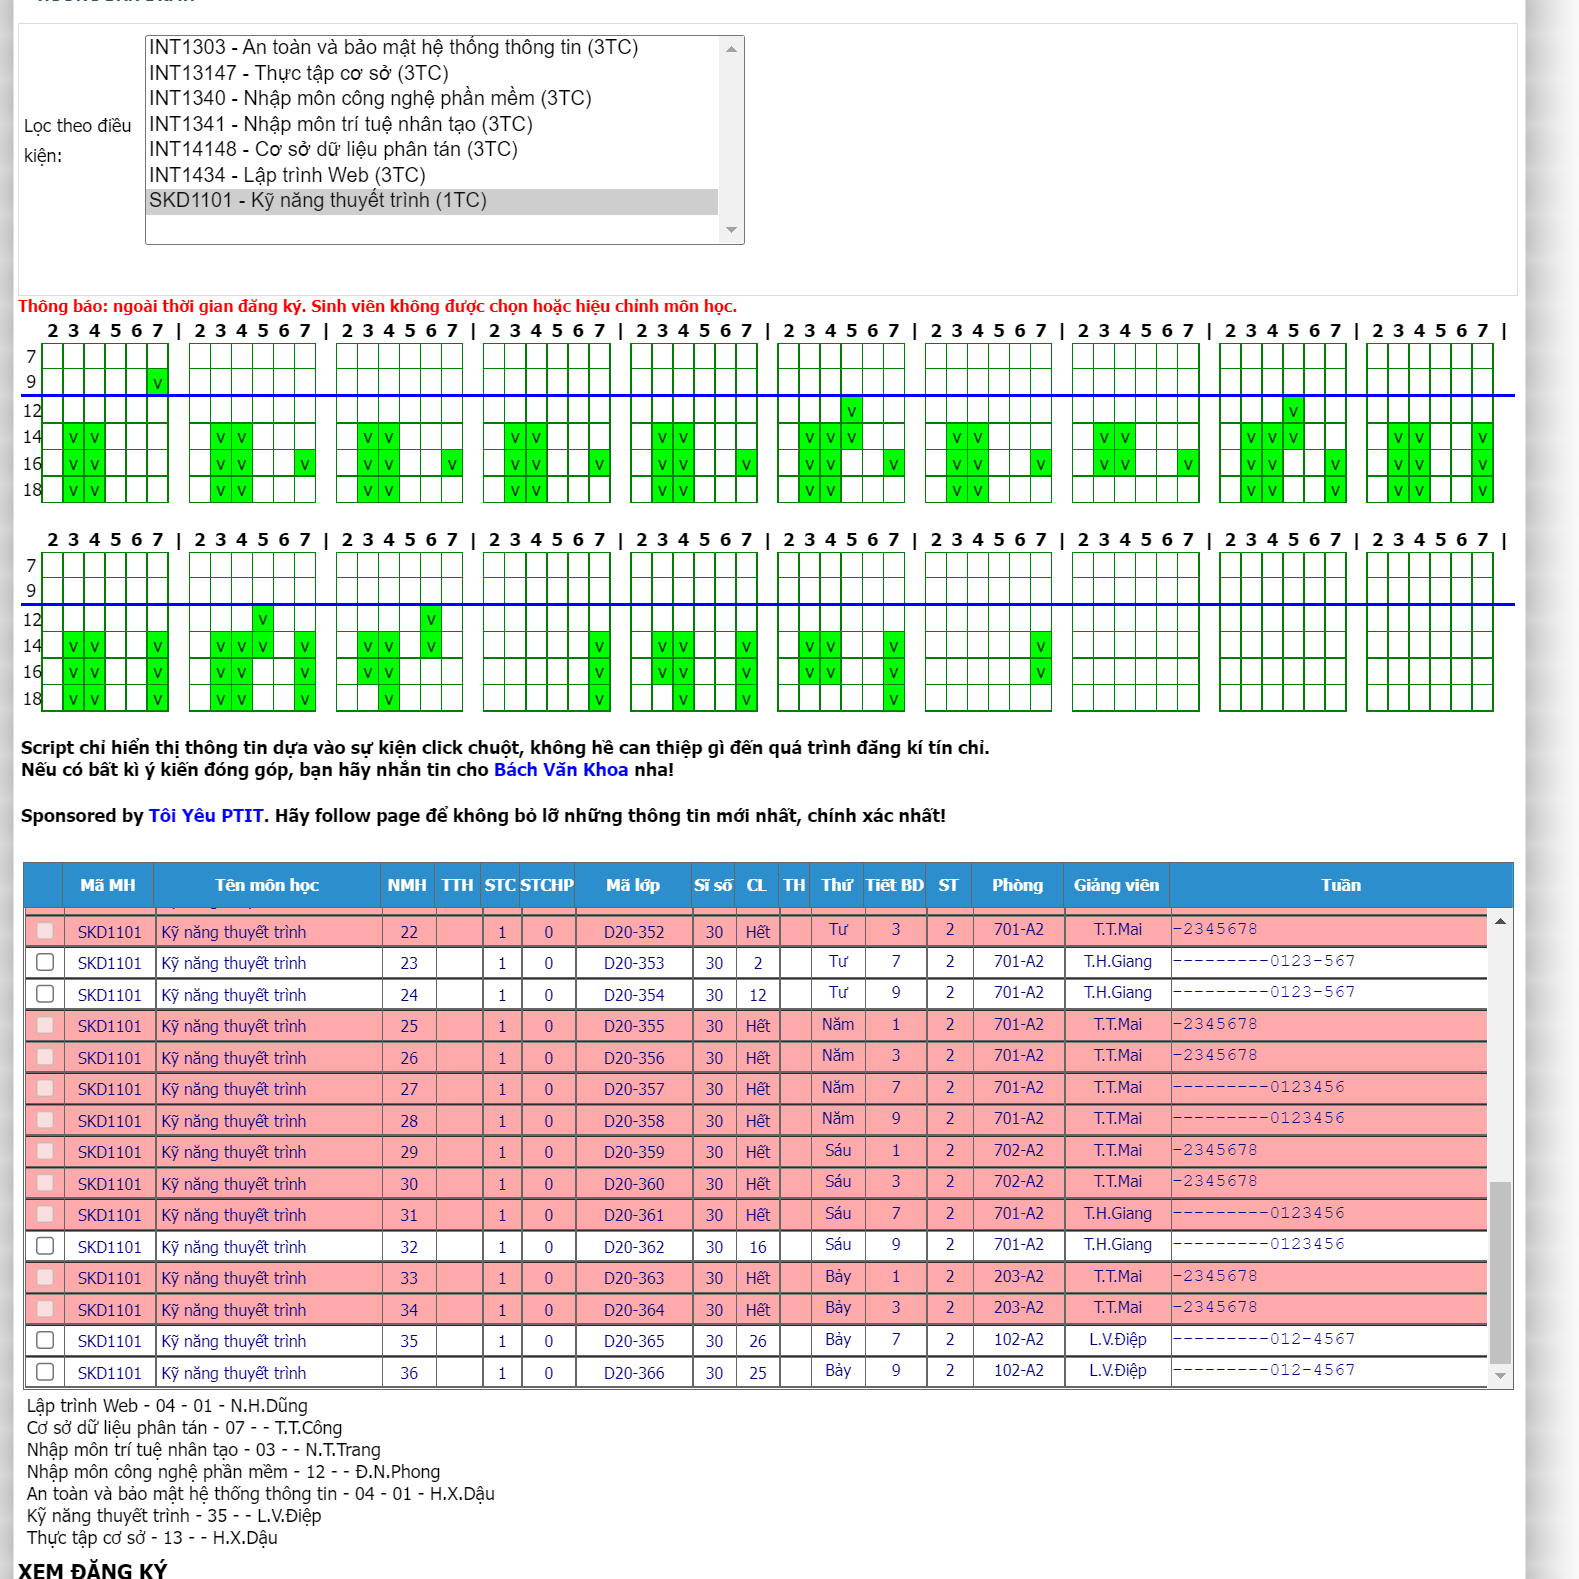 Lọc theo điều kiện:
INT1303 - An toàn và bảo mật hệ thống thông tin (3TC)
INT13147 - Thực tập cơ sở (3TC)
INT1340 - Nhập môn công nghệ phần mềm (3TC)
INT1341 - Nhập môn trí tuệ nhân tạo (3TC)
INT14148 - Cơ sở dữ liệu phân tán (3TC)
INT1434 - Lập trình Web (3TC)
SKD1101 - Kỹ năng thuyết trình (1TC)
Thông báo: ngoài thời gian đăng ký. Sinh viên không được chọn hoặc hiệu chỉnh môn học.
2 3 4 5 6 7 | 2 3 4 5 6 7 | 2 3 4 5 6 7 | 2 3 4 5 6 7 | 2 3 4 5 6 7 | 2 3 4 5 6 7 | 2 3 4 5 6 7 | 2 3 4 5 6 7 | 2 3 4 5 6 7 | 2 3 4 5 6 7 |
7
9 V
12 V V
14 V V V V V V V V V V V V V V V V V V V V V V V V
16 V V V V V V V V V V V V V V V V V V V V V V V V V V V V V
18 V V V V V V V V V V V V V V V V V V V V
2 3 4 5 6 7 | 2 3 4 5 6 7 | 2 3 4 5 6 7 | 2 3 4 5 6 7 | 2 3 4 5 6 7 | 2 3 4 5 6 7 | 2 3 4 5 6 7 | 2 3 4 5 6 7 | 2 3 4 5 6 7 | 2 3 4 5 6 7 |
7
9
12 V V
14 V V V V V V V V V V V V V V V V V V
16 V V V V V V V V V V V V V V V V
18 V V V V V V V V V V V
Script chỉ hiển thị thông tin dựa vào sự kiện click chuột, không hề can thiệp gì đến quá trình đăng kí tín chỉ.
Nếu có bất kì ý kiến đóng góp, bạn hãy nhắn tin cho Bách Văn Khoa nha!
Sponsored by Tôi Yêu PTIT. Hãy follow page để không bỏ lỡ những thông tin mới nhất, chính xác nhất!
Mã MH Tên môn học NMH TTH STC STCHP Mã lớp Sĩ số CL TH Thứ Tiết BD ST Phòng Giảng viên Tuần
SKD1101 Kỹ năng thuyết trình 22 1 0 D20-352 30 Hết Tư 3 2 701-A2 T.T.Mai -2345678
SKD1101 Kỹ năng thuyết trình 23 1 0 D20-353 30 2 Tư 7 2 701-A2 T.H.Giang ---------0123-567
SKD1101 Kỹ năng thuyết trình 24 1 0 D20-354 30 12 Tư 9 2 701-A2 T.H.Giang ---------0123-567
SKD1101 Kỹ năng thuyết trình 25 1 0 D20-355 30 Hết Năm 1 2 701-A2 T.T.Mai -2345678
SKD1101 Kỹ năng thuyết trình 26 1 0 D20-356 30 Hết Năm 3 2 701-A2 T.T.Mai -2345678
SKD1101 Kỹ năng thuyết trình 27 1 0 D20-357 30 Hết Năm 7 2 701-A2 T.T.Mai ---------0123456
SKD1101 Kỹ năng thuyết trình 28 1 0 D20-358 30 Hết Năm 9 2 701-A2 T.T.Mai ---------0123456
SKD1101 Kỹ năng thuyết trình 29 1 0 D20-359 30 Hết Sáu 1 2 702-A2 T.T.Mai -2345678
SKD1101 Kỹ năng thuyết trình 30 1 0 D20-360 30 Hết Sáu 3 2 702-A2 T.T.Mai -2345678
SKD1101 Kỹ năng thuyết trình 31 1 0 D20-361 30 Hết Sáu 7 2 701-A2 T.H.Giang ---------0123456
SKD1101 Kỹ năng thuyết trình 32 1 0 D20-362 30 16 Sáu 9 2 701-A2 T.H.Giang ---------0123456
SKD1101 Kỹ năng thuyết trình 33 1 0 D20-363 30 Hết Bảy 1 2 203-A2 T.T.Mai -2345678
SKD1101 Kỹ năng thuyết trình 34 1 0 D20-364 30 Hết Bảy 3 2 203-A2 T.T.Mai -2345678
SKD1101 Kỹ năng thuyết trình 35 1 0 D20-365 30 26 Bảy 7 2 102-A2 L.V.Điệp ---------012-4567
SKD1101 Kỹ năng thuyết trình 36 1 0 D20-366 30 25 Bảy 9 2 102-A2 L.V.Điệp ---------012-4567
Lập trình Web - 04 - 01 - N.H.Dũng
Cơ sở dữ liệu phân tán - 07 - - T.T.Công
Nhập môn trí tuệ nhân tạo - 03 - - N.T.Trang
Nhập môn công nghệ phần mềm - 12 - - Đ.N.Phong
An toàn và bảo mật hệ thống thông tin - 04 - 01 - H.X.Dậu
Kỹ năng thuyết trình - 35 - - L.V.Điệp
Thực tập cơ sở - 13 - - H.X.Dậu
XEM ĐĂNG KÝ